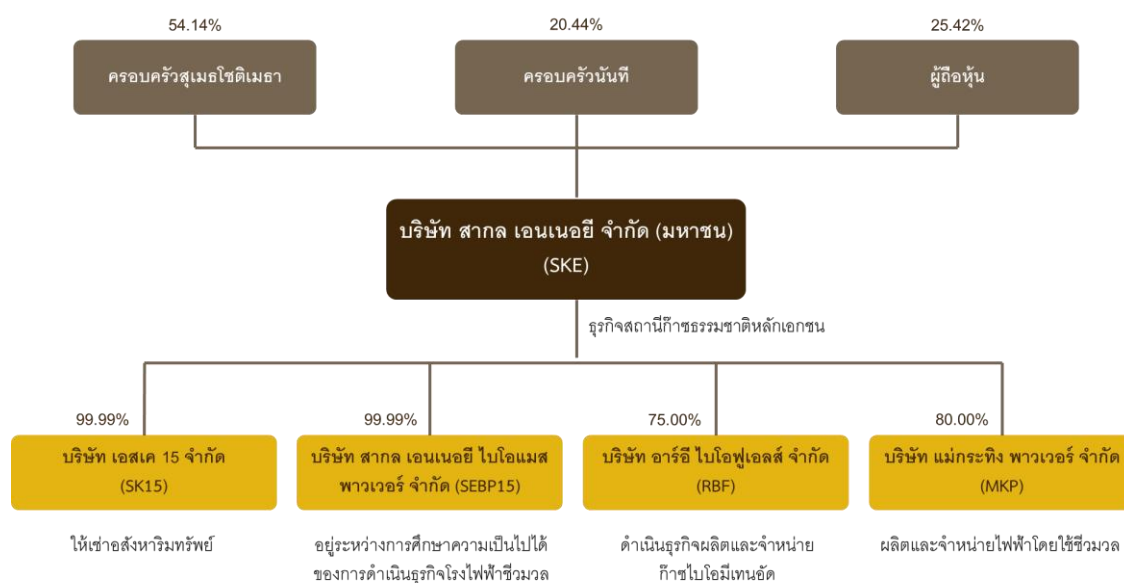 54.14%
20.44%
25.42%
ครอบครัวสุเมธโชติเมธา
ครอบครัวนันที
ผู้ถือหุ้น
บริษัท สากล เอนเนอยี จำกัด (มหาชน)
(SKE)
ธุรกิจสถานีก๊าซธรรมชาติหลักเอกชน
99.99%
99.99%
75.00%
80.00%
บริษัท เอสเค 15 จำกัด
(SK15)
บริษัท สากล เอนเนอยี ไบโอแมส
พาวเวอร์ จำกัด (SEBP15)
บริษัท อาร์อี ไบโอฟูเอลส์ จำกัด
(RBF)
บริษัท แม่กระทิง พาวเวอร์ จำกัด
(MKP)
ให้เช่าอสังหาริมทรัพย์
อยู่ระหว่างการศึกษาความเป็นไปได้
ของการดำเนินธุรกิจโรงไฟฟ้าชีวมวล
ดำเนินธุรกิจผลิตและจำหน่าย
ก๊าซไบโอมีเทนอัด
ผลิตและจำหน่ายไฟฟ้าโดยใช้ชีวมวล